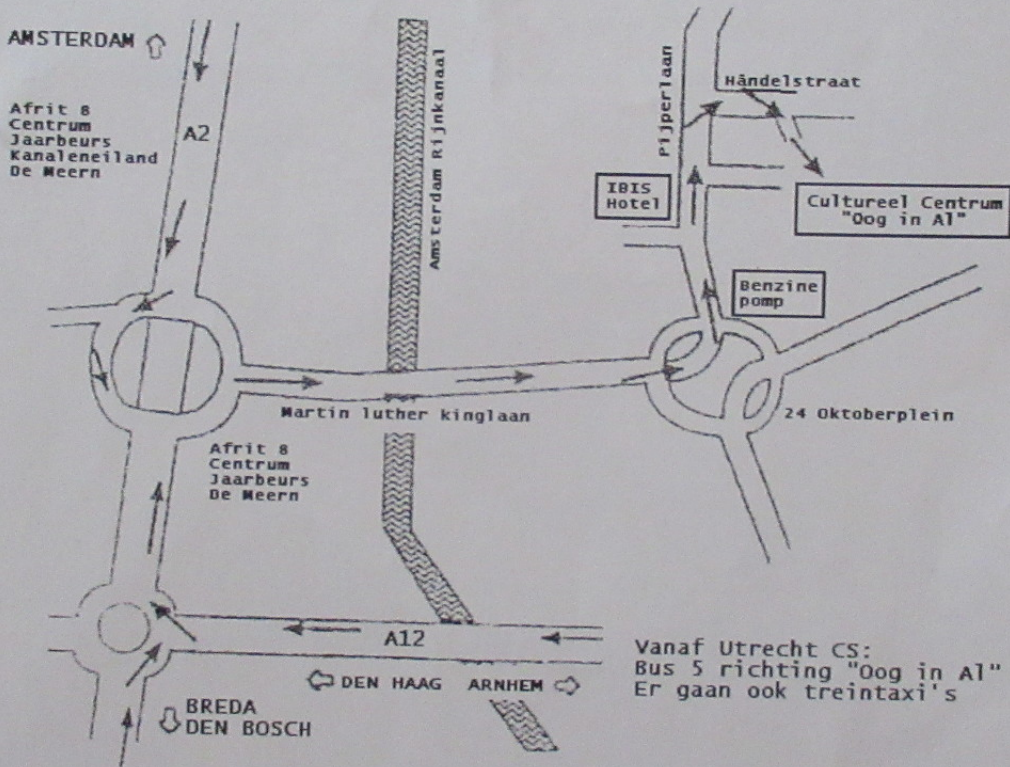 AMSTERDAM
Afrit 8
Centrum
Jaarbeurs
Kanaleneiland
De Meern
A2
Amsterdam Rijnkanaal
Pijperlaan
Händelstraat
IBIS
Hotel
Cultureel Centrum
"Oog in Al"
Benzine
pomp
Martin luther kinglaan
24 Oktoberplein
Afrit 8
Centrum
Jaarbeurs
De Meern
A12
DEN HAAG
ARNHEM
BREDA
DEN BOSCH
Vanaf Utrecht CS:
Bus 5 richting "Oog in Al"
Er gaan ook treintaxi's